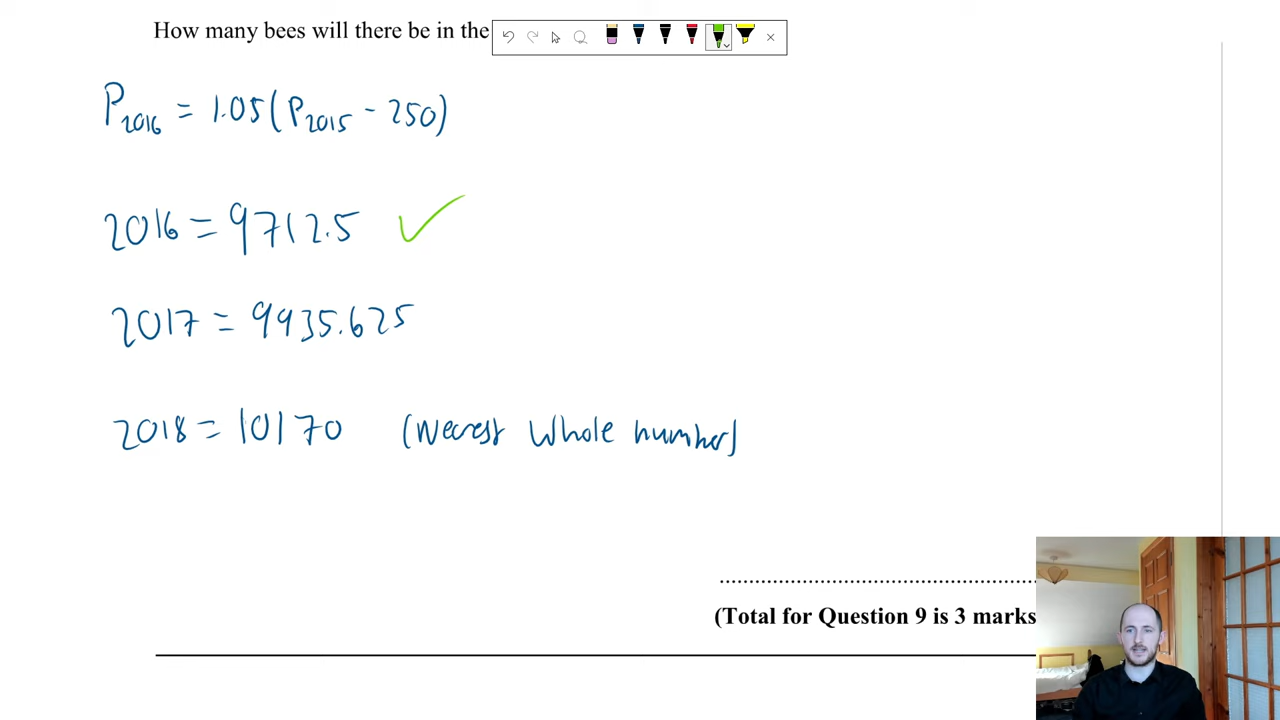 How many bees will there be in the
P2016 = 1.05(P2015 - 250)
2016 = 9712.5 ✓
2017 = 9935.625
2018 = 10170 (Nearest Whole number)
................................................
(Total for Question 9 is 3 marks